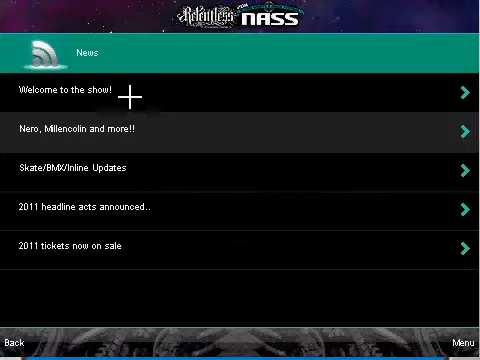 Relentless
NASS
News
Welcome to the show!
Nero, Millencolin and more!!
Skate/BMX/Inline Updates
2011 headline acts announced..
2011 tickets now on sale
Back
Menu